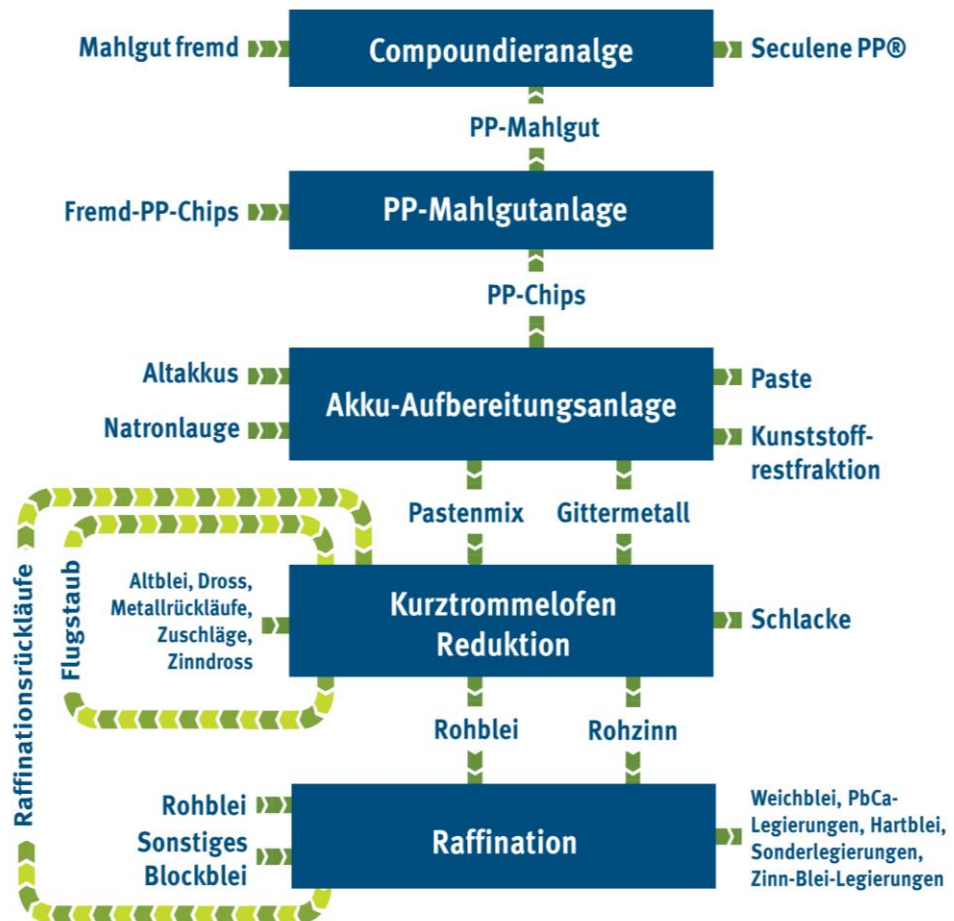 Mahlgut fremd
Compoundieranalge
Seculene PP®
PP-Mahlgut
Fremd-PP-Chips
PP-Mahlgutanlage
PP-Chips
Altakkus
Natronlauge
Akku-Aufbereitungsanlage
Paste
Kunststoff-
restfraktion
Pastenmix
Gittermetall
Raffinationsrückläufe
Flugstaub
Altblei, Dross,
Metallrückläufe,
Zuschläge,
Zinndross
Kurztrommelofen
Reduktion
Schlacke
Rohblei
Rohzinn
Rohblei
Sonstiges
Blockblei
Raffination
Weichblei, PbCa-
Legierungen, Hartblei,
Sonderlegierungen,
Zinn-Blei-Legierungen